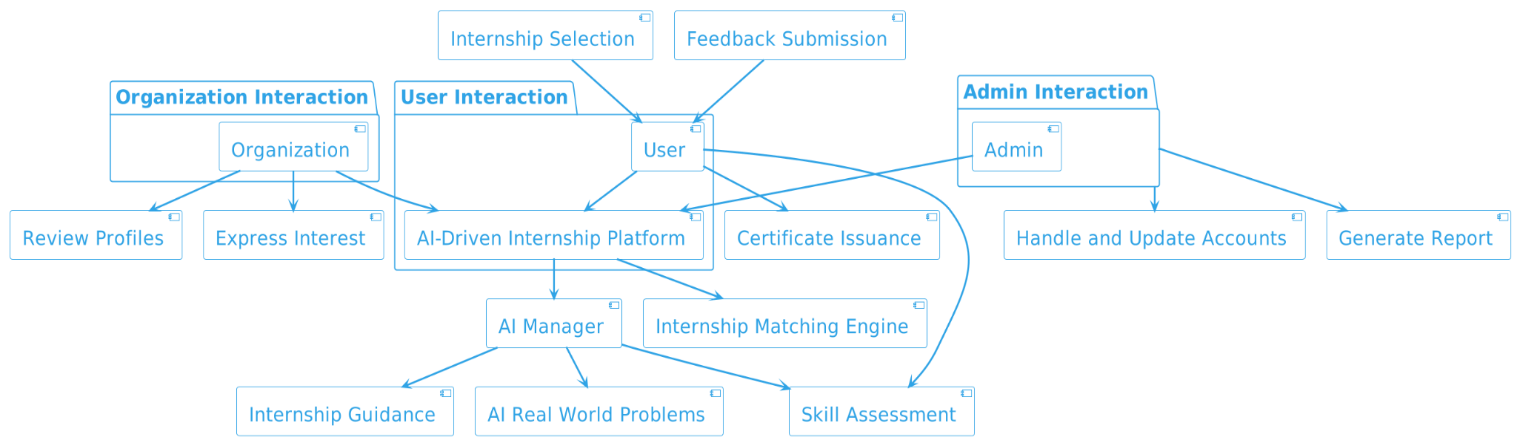 Internship Selection
Feedback Submission
Organization Interaction
User Interaction
Admin Interaction
Organization
User
Admin
Review Profiles
Express Interest
AI-Driven Internship Platform
Certificate Issuance
Handle and Update Accounts
Generate Report
AI Manager
Internship Matching Engine
Internship Guidance
AI Real World Problems
Skill Assessment